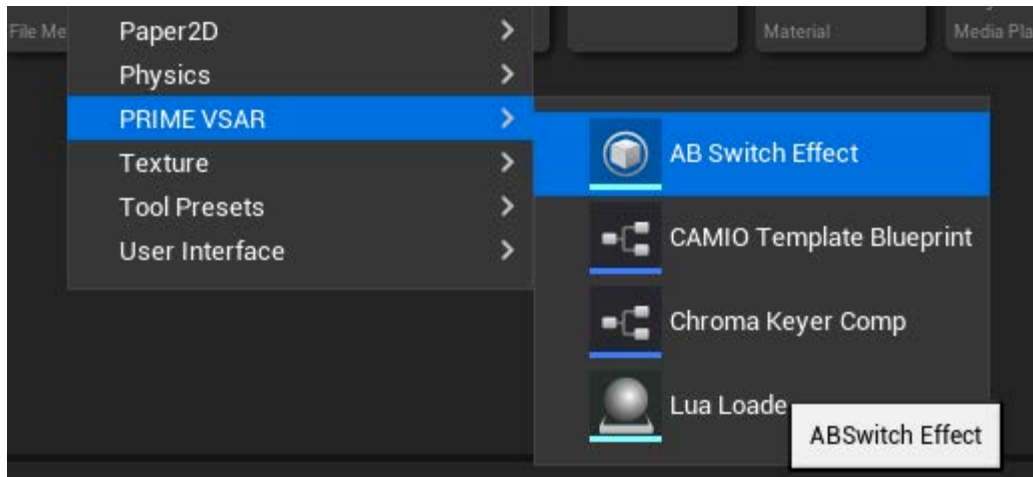 File Me
Material
Media Pla
Paper2D
Physics
PRIME VSAR
Texture
Tool Presets
User Interface
AB Switch Effect
CAMIO Template Blueprint
Chroma Keyer Comp
Lua Loade
ABSwitch Effect